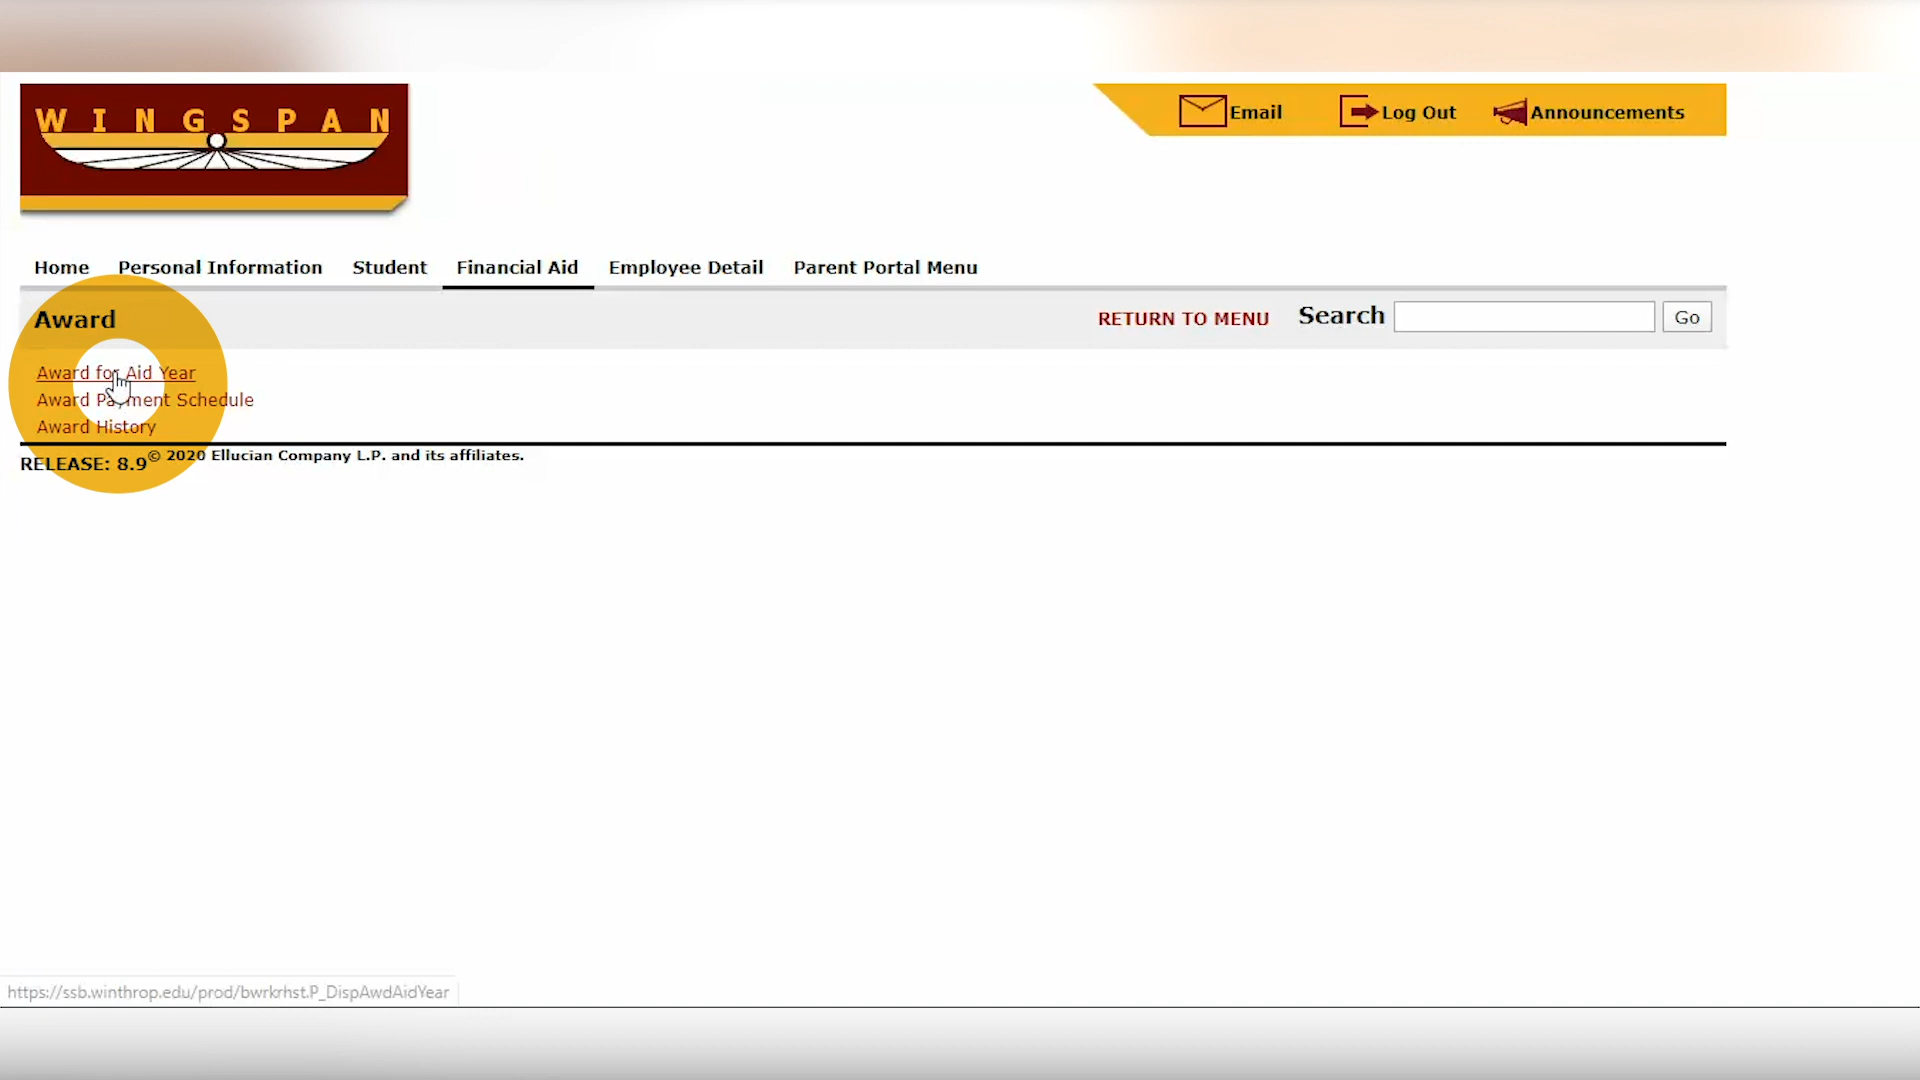 WINGSPAN
Email Log Out Announcements
Home Personal Information Student Financial Aid Employee Detail Parent Portal Menu
Award RETURN TO MENU Search Go
Award for Aid Year
Award Payment Schedule
Award History
RELEASE: 8.9 © 2020 Ellucian Company L.P. and its affiliates.
https://ssb.winthrop.edu/prod/bwrkrhst.P_DispAwdAidYear